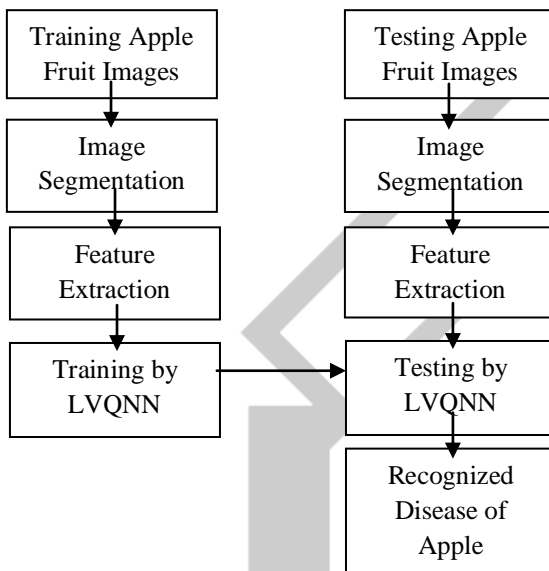 Training Apple
Fruit Images
Image
Segmentation
Feature
Extraction
Training by
LVQNN
Testing Apple
Fruit Images
Image
Segmentation
Feature
Extraction
Testing by
LVQNN
Recognized
Disease of
Apple